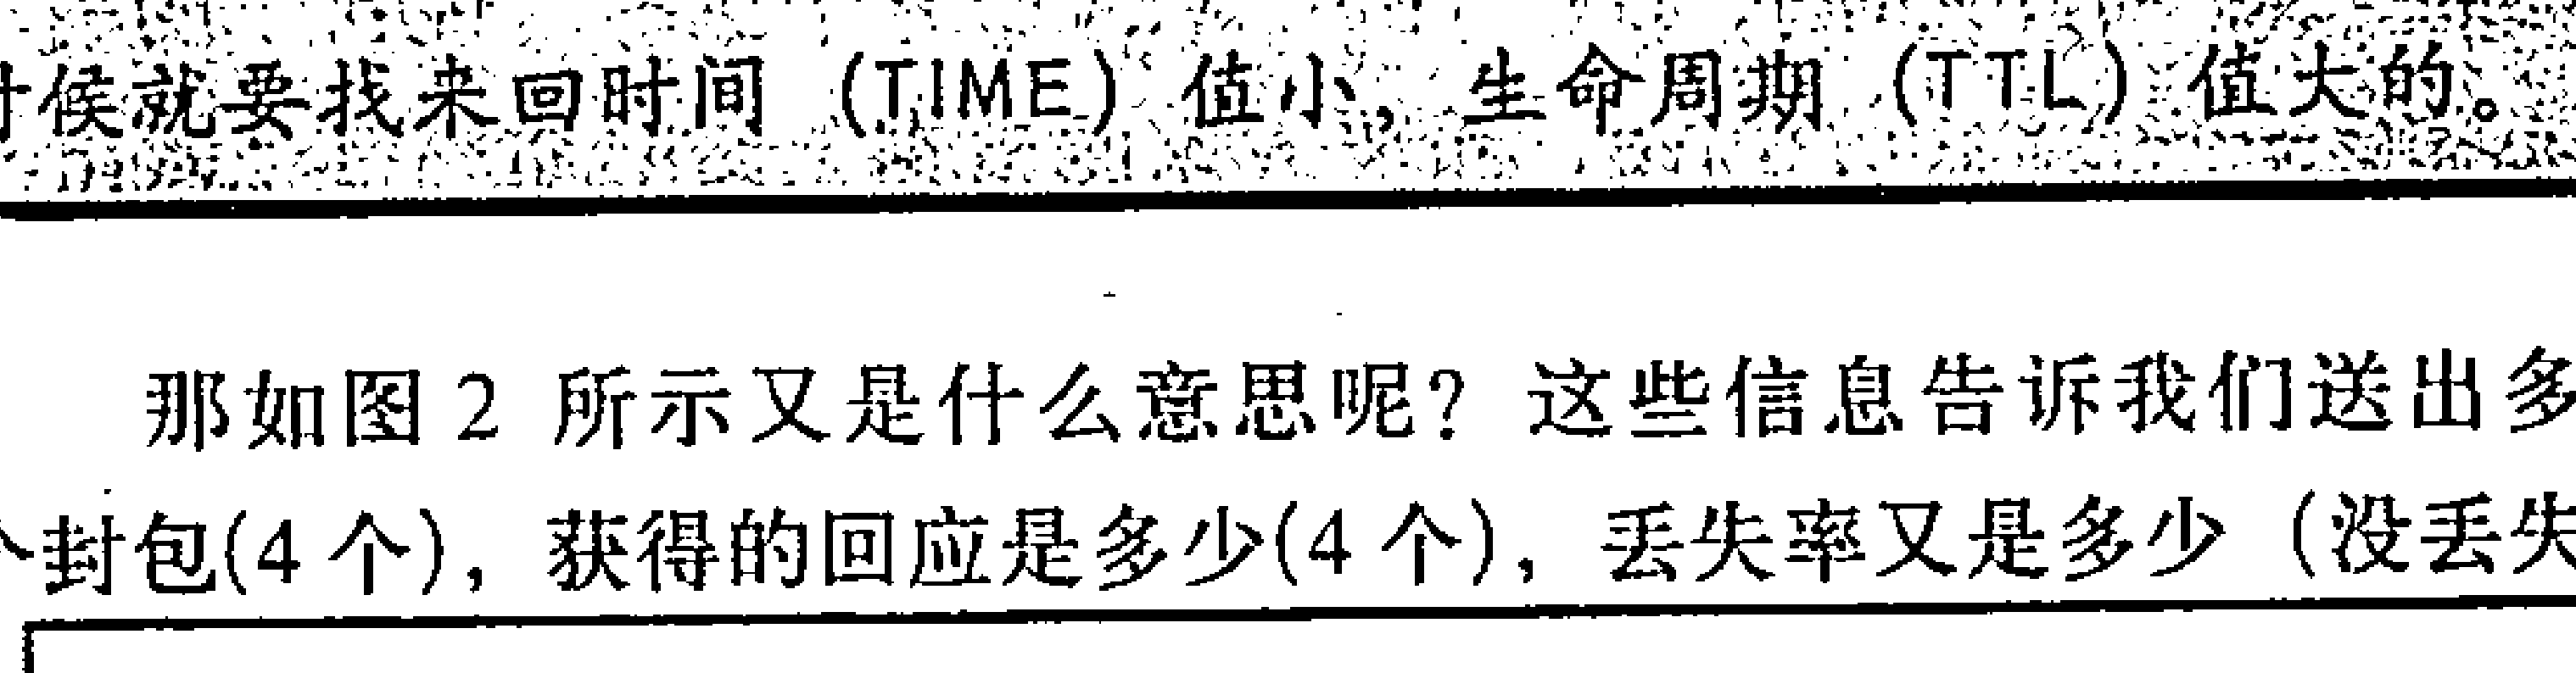 候就要找来回时间（TIME）值小，生命周期（TTL）值大的。
那如图 2 所示又是什么意思呢？这些信息告诉我们送出多
封包(4 个)，获得的回应是多少(4 个)，丢失率又是多少（没丢失